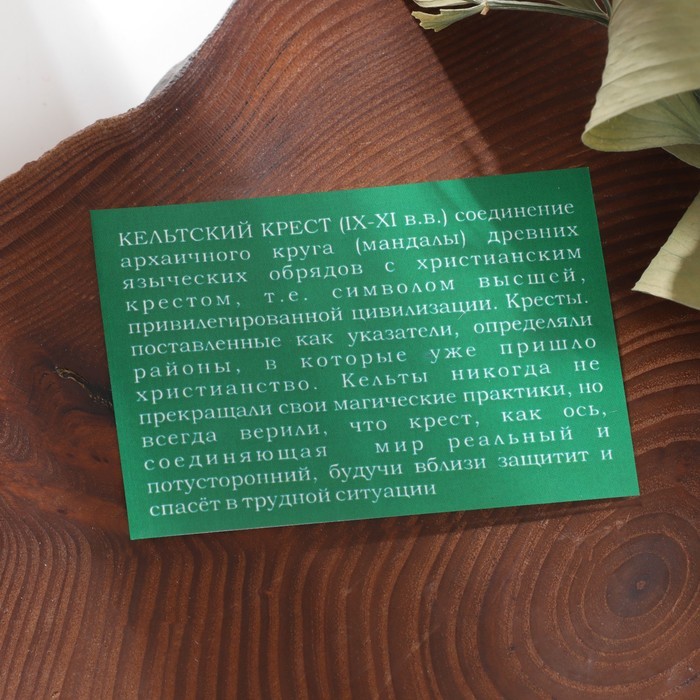 КЕЛЬТСКИЙ КРЕСТ (IX-XI в.в.) соединение
архаичного круга (мандалы) древних
языческих обрядов с христианским
крестом, т.е. символом высшей,
привилегированной цивилизации. Кресты.
поставленные как указатели, определяли
районы, в которые уже пришло
христианство. Кельты никогда не
прекращали свои магические практики, но
всегда верили, что крест, как ось,
соединяющая мир реальный и
потусторонний, будучи вблизи защитит и
спасёт в трудной ситуации